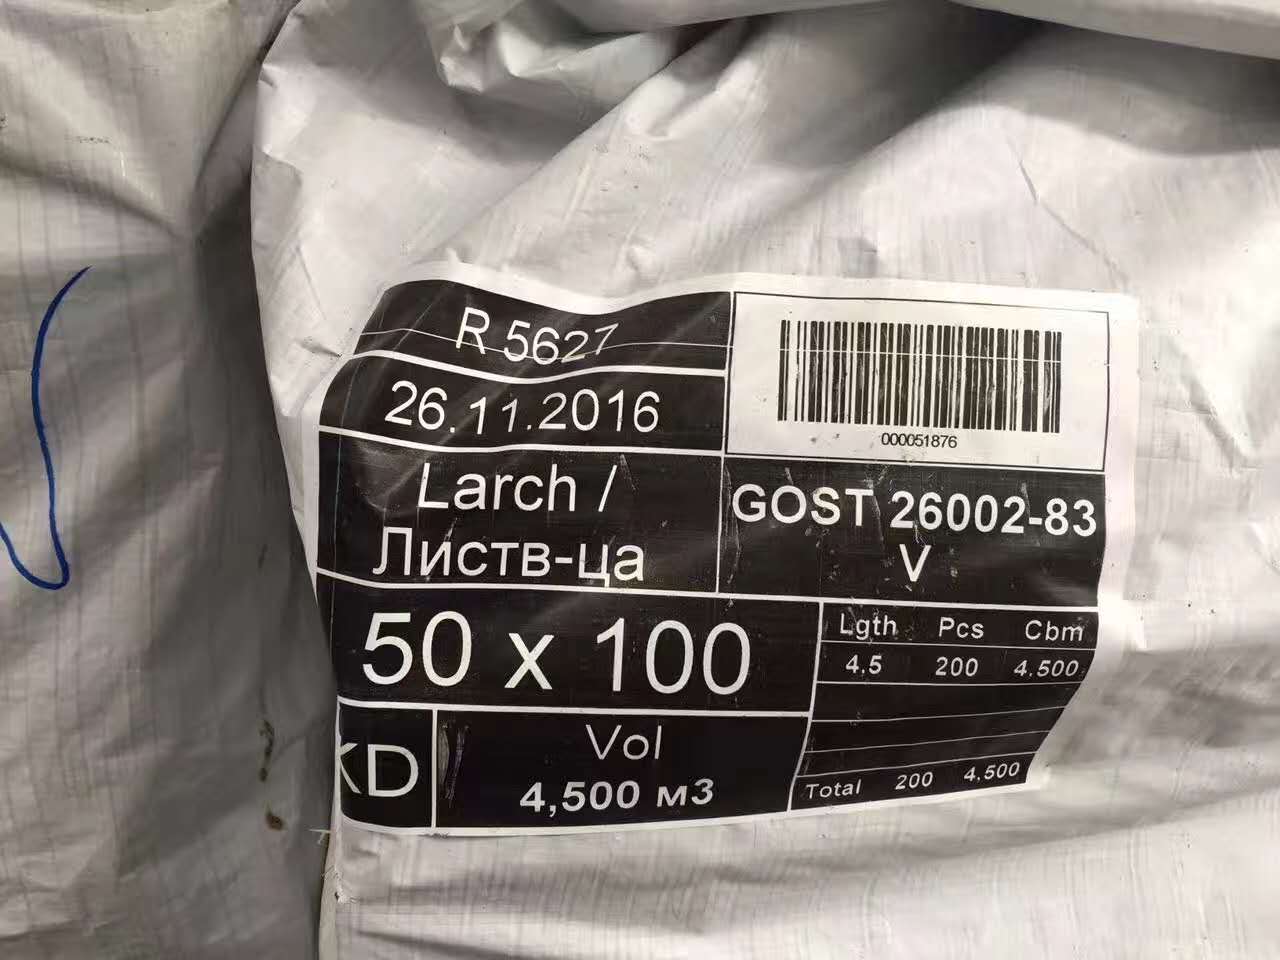 R 5627
26.11.2016
000051876
Larch /
Листв-ца
GOST 26002-83
V
50 x 100
Lgth Pcs Cbm
4.5 200 4.500
KD
Vol
4,500 м3
Total 200 4.500